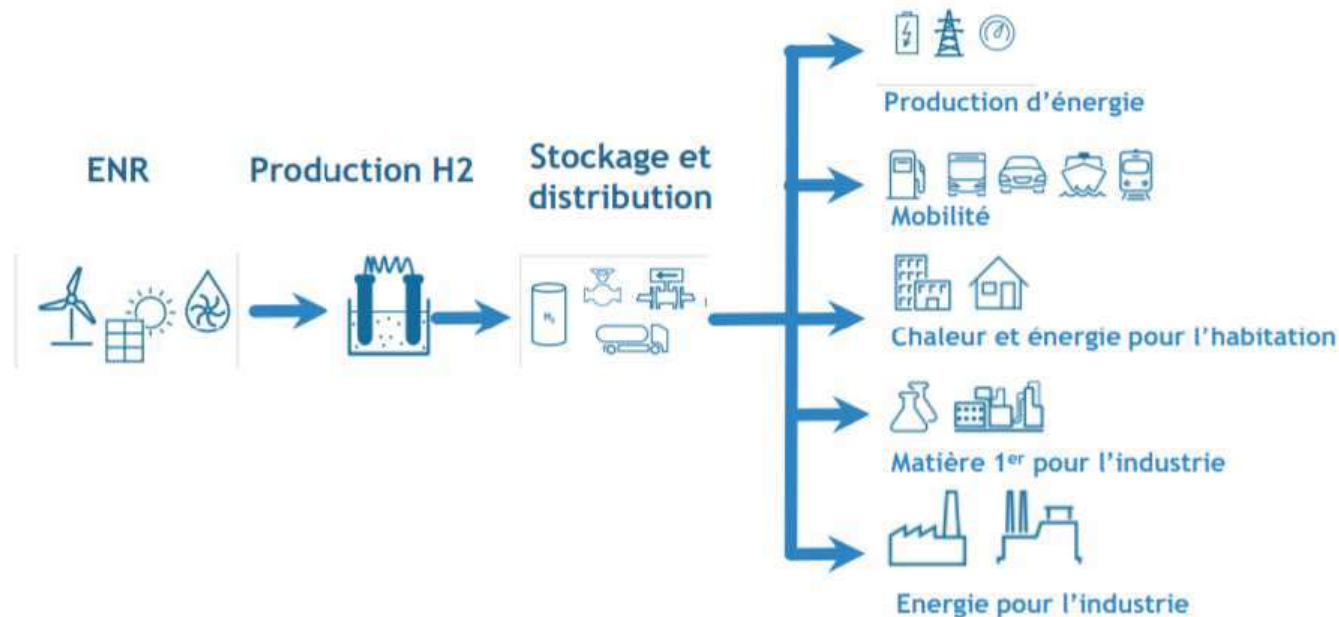 ENR
Production H2
Stockage et
distribution
H₂
Production d'énergie
Mobilité
Chaleur et énergie pour l'habitation
Matière 1er pour l'industrie
Energie pour l'industrie